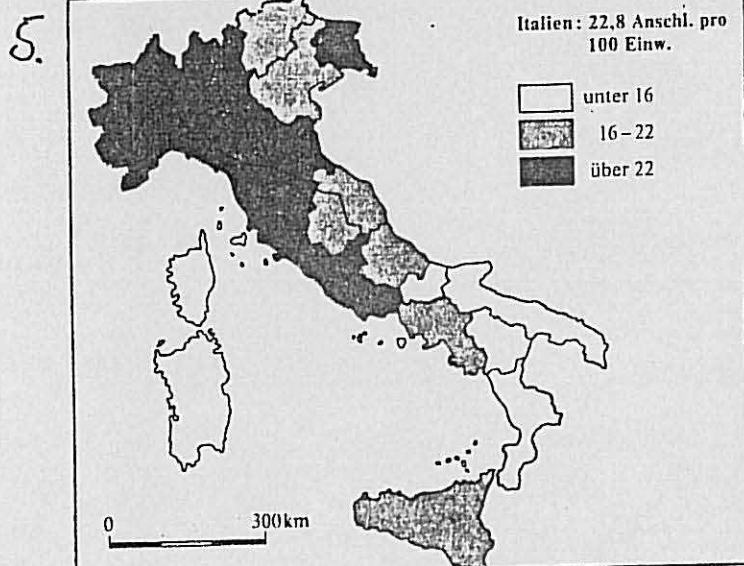 5.
Italien: 22,8 Anschl. pro
100 Einw.
unter 16
16–22
über 22
0 300km